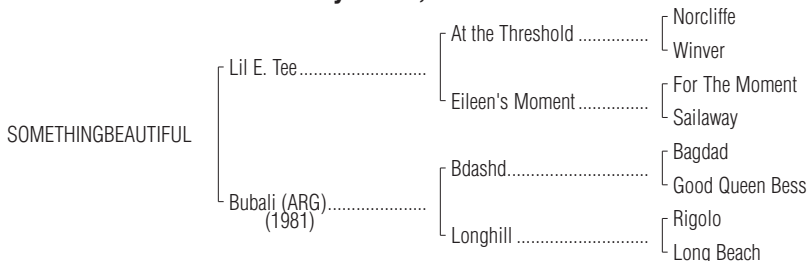 Norcliffe
At the Threshold ...............
Winver
Lil E. Tee...........................
For The Moment
Eileen's Moment ...............
Sailaway
SOMETHINGBEAUTIFUL
Bagdad
Bdashd..............................
Good Queen Bess
Bubali (ARG).....................
(1981)
Rigolo
Longhill ............................
Long Beach